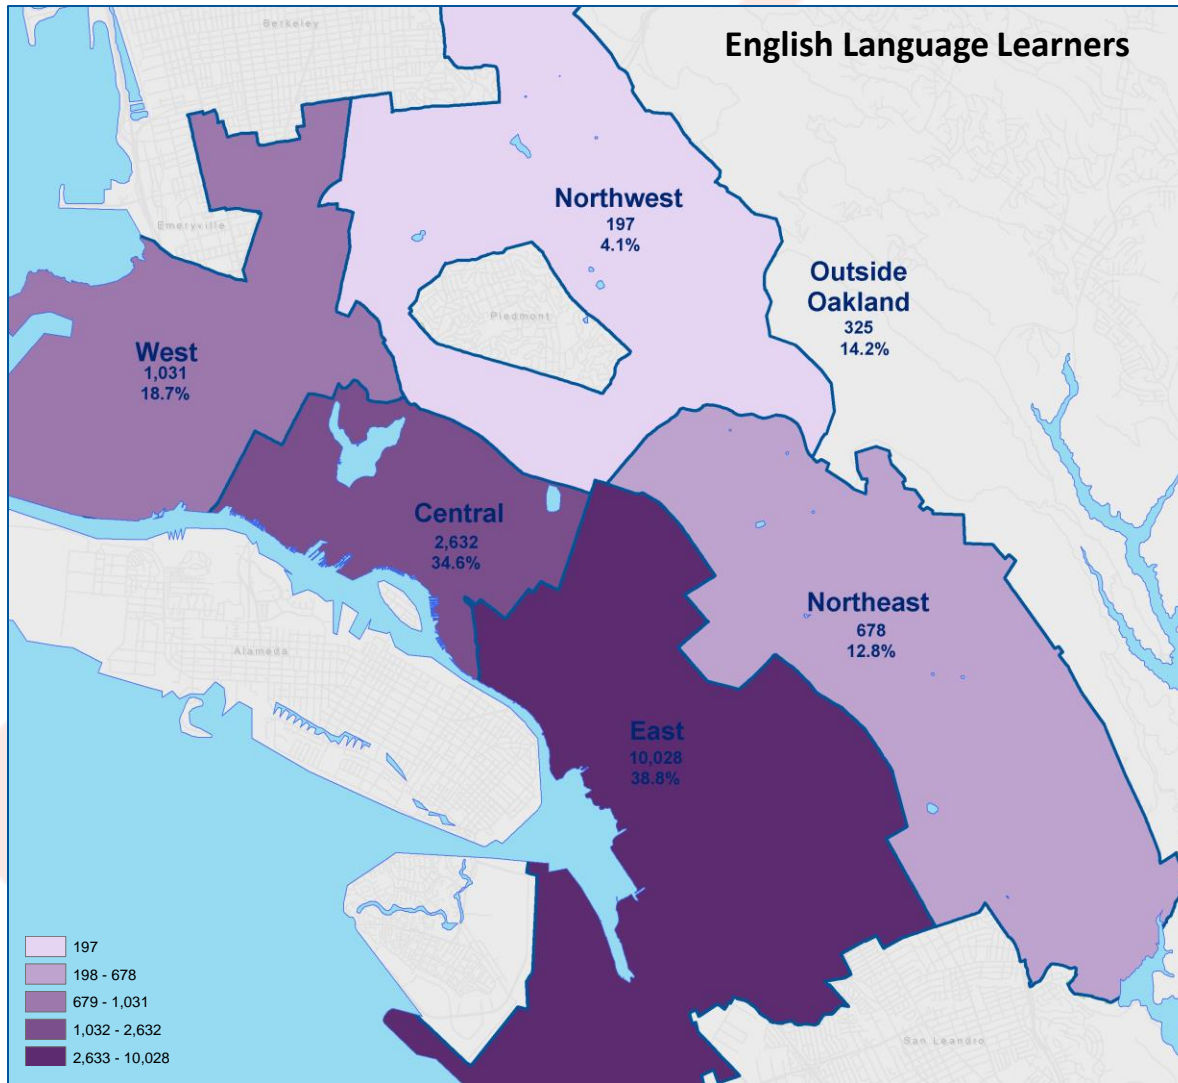 Berkeley
English Language Learners
Northwest
197
4.1%
Emeryville
Outside
Oakland
325
14.2%
Piedmont
West
1,031
18.7%
Central
2,632
34.6%
Northeast
678
12.8%
Alameda
East
10,028
38.8%
197
198 - 678
679 - 1,031
1,032 - 2,632
2,633 - 10,028
San Leandro